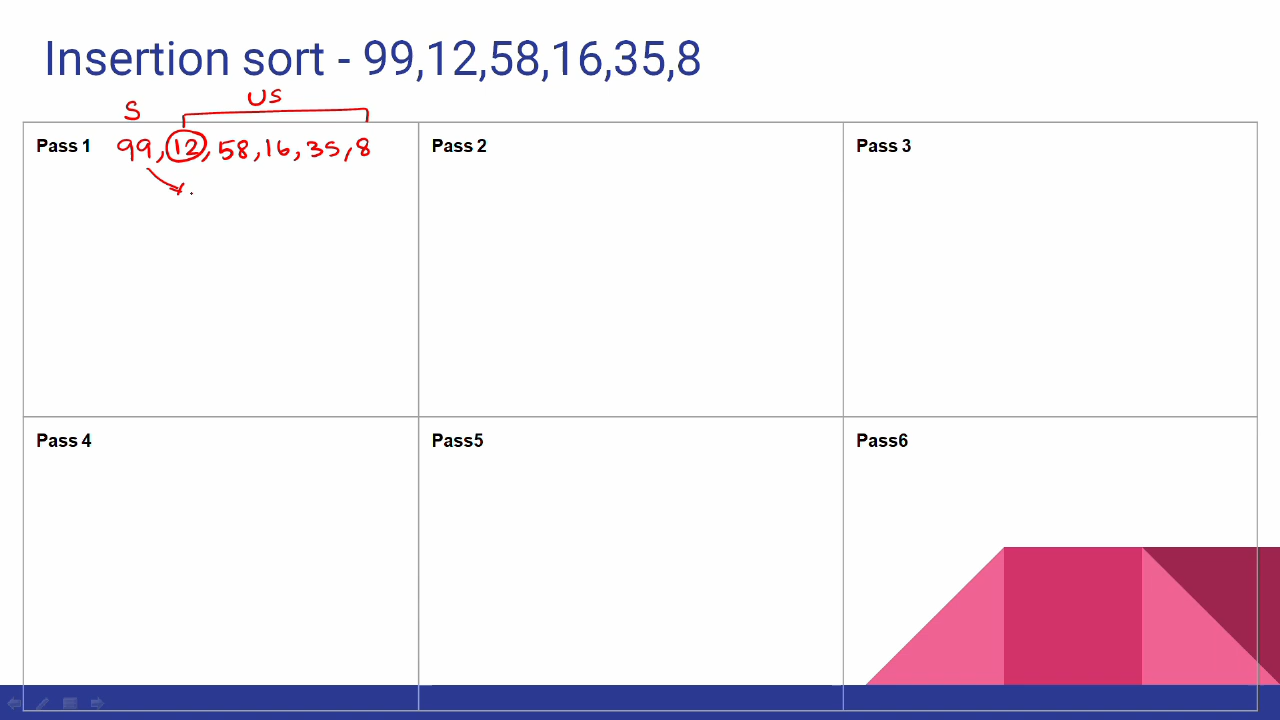 Insertion sort - 99,12,58,16,35,8
S
US
Pass 1
99, 12, 58, 16, 35, 8
Pass 2
Pass 3
Pass 4
Pass5
Pass6